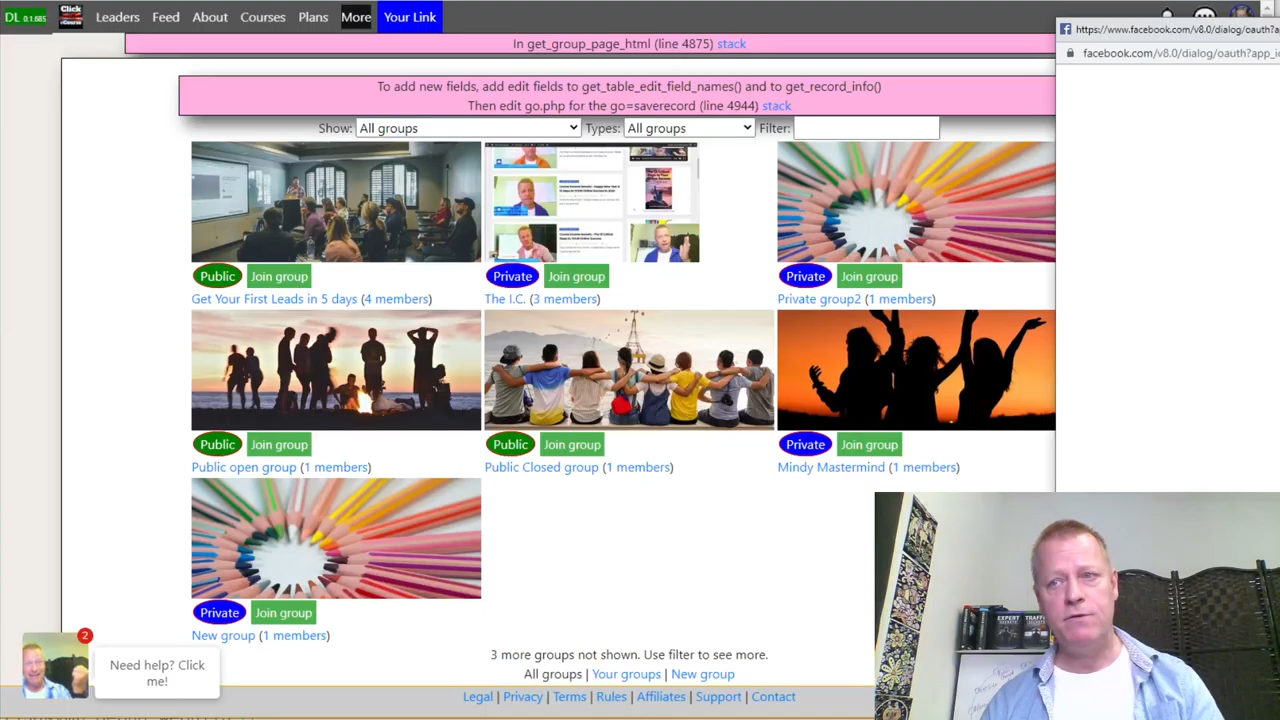 DL 0.1.685 Click eCourse Leaders Feed About Courses Plans More Your Link
https://www.facebook.com/v8.0/dialog/oauth?a
facebook.com/v8.0/dialog/oauth?app_i
In get_group_page_html (line 4875) stack
To add new fields, add edit fields to get_table_edit_field_names() and to get_record_info()
Then edit go.php for the go=saverecord (line 4944) stack
Show: All groups Types: All groups Filter:
Public Join group Private Join group Private Join group
Get Your First Leads in 5 days (4 members) The I.C. (3 members) Private group2 (1 members)
Public Join group Public Join group Private Join group
Public open group (1 members) Public Closed group (1 members) Mindy Mastermind (1 members)
Private Join group
New group (1 members)
2
Need help? Click
me!
3 more groups not shown. Use filter to see more.
All groups | Your groups | New group
Legal | Privacy | Terms | Rules | Affiliates | Support | Contact
EXPERT
SECRETS